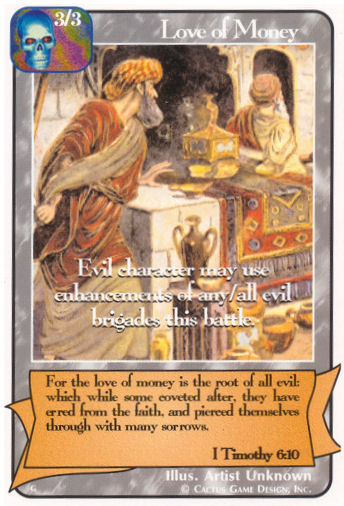 3/3
Love of Money
Evil character may use
enhancements of any/all evil
brigades this battle.
For the love of money is the root of all evil:
which while some coveted after, they have
erred from the faith, and pierced themselves
through with many sorrows.
I Timothy 6:10
Illus. Artist Unknown
G
© Cactus Game Design, Inc.